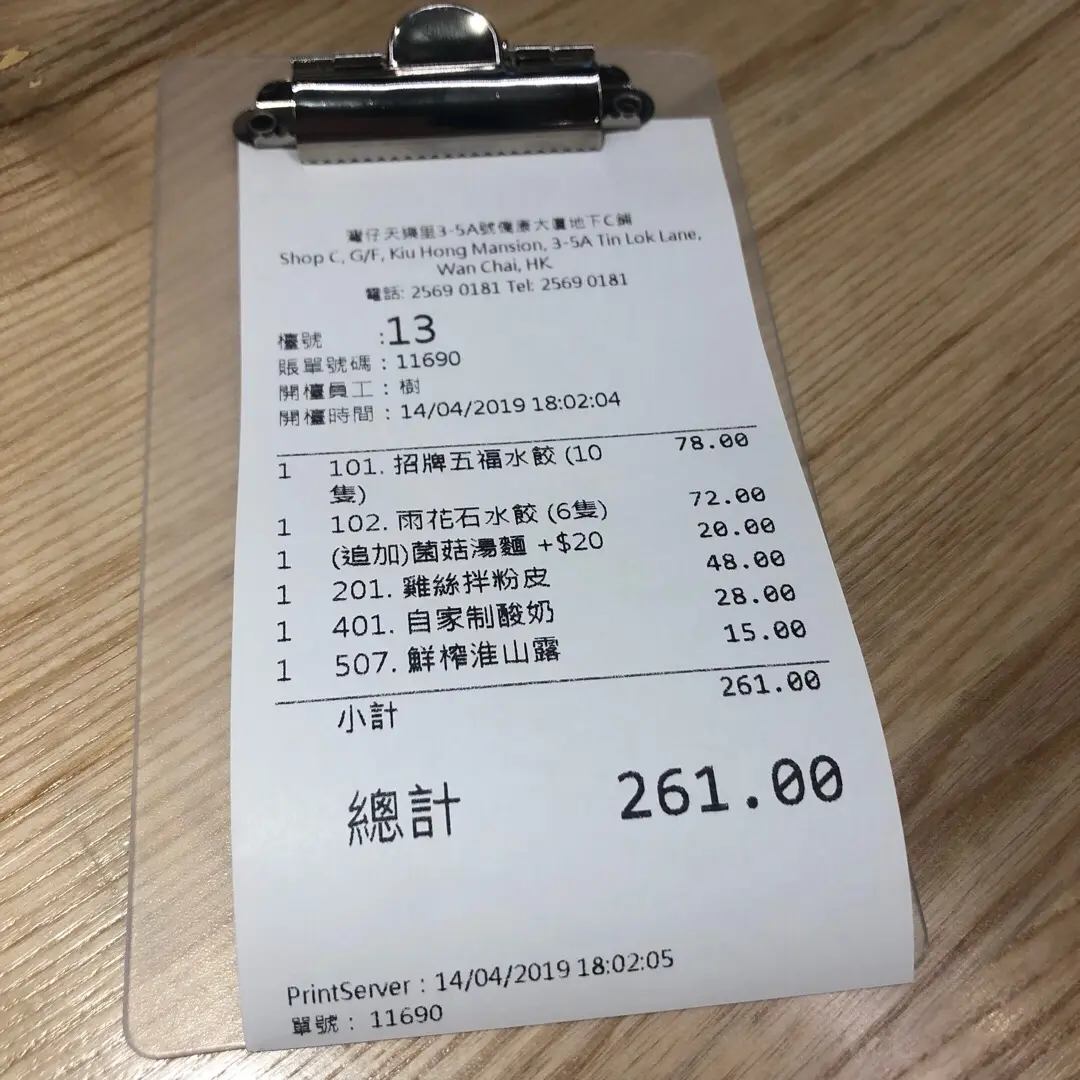 灣仔天樂里3-5A號僑康大廈地下C鋪
Shop C, G/F, Kiu Hong Mansion, 3-5A Tin Lok Lane,
Wan Chai, HK
電話: 2569 0181 Tel: 2569 0181
檯號 :13
賬單號碼 : 11690
開檯員工 : 樹
開檯時間 : 14/04/2019 18:02:04
1 101. 招牌五福水餃 (10 78.00
隻)
1 102. 雨花石水餃 (6隻) 72.00
1 (追加)菌菇湯麵 +$20 20.00
1 201. 雞絲拌粉皮 48.00
1 401. 自家制酸奶 28.00
1 507. 鮮榨淮山露 15.00
小計 261.00
總計 261.00
PrintServer : 14/04/2019 18:02:05
單號 : 11690